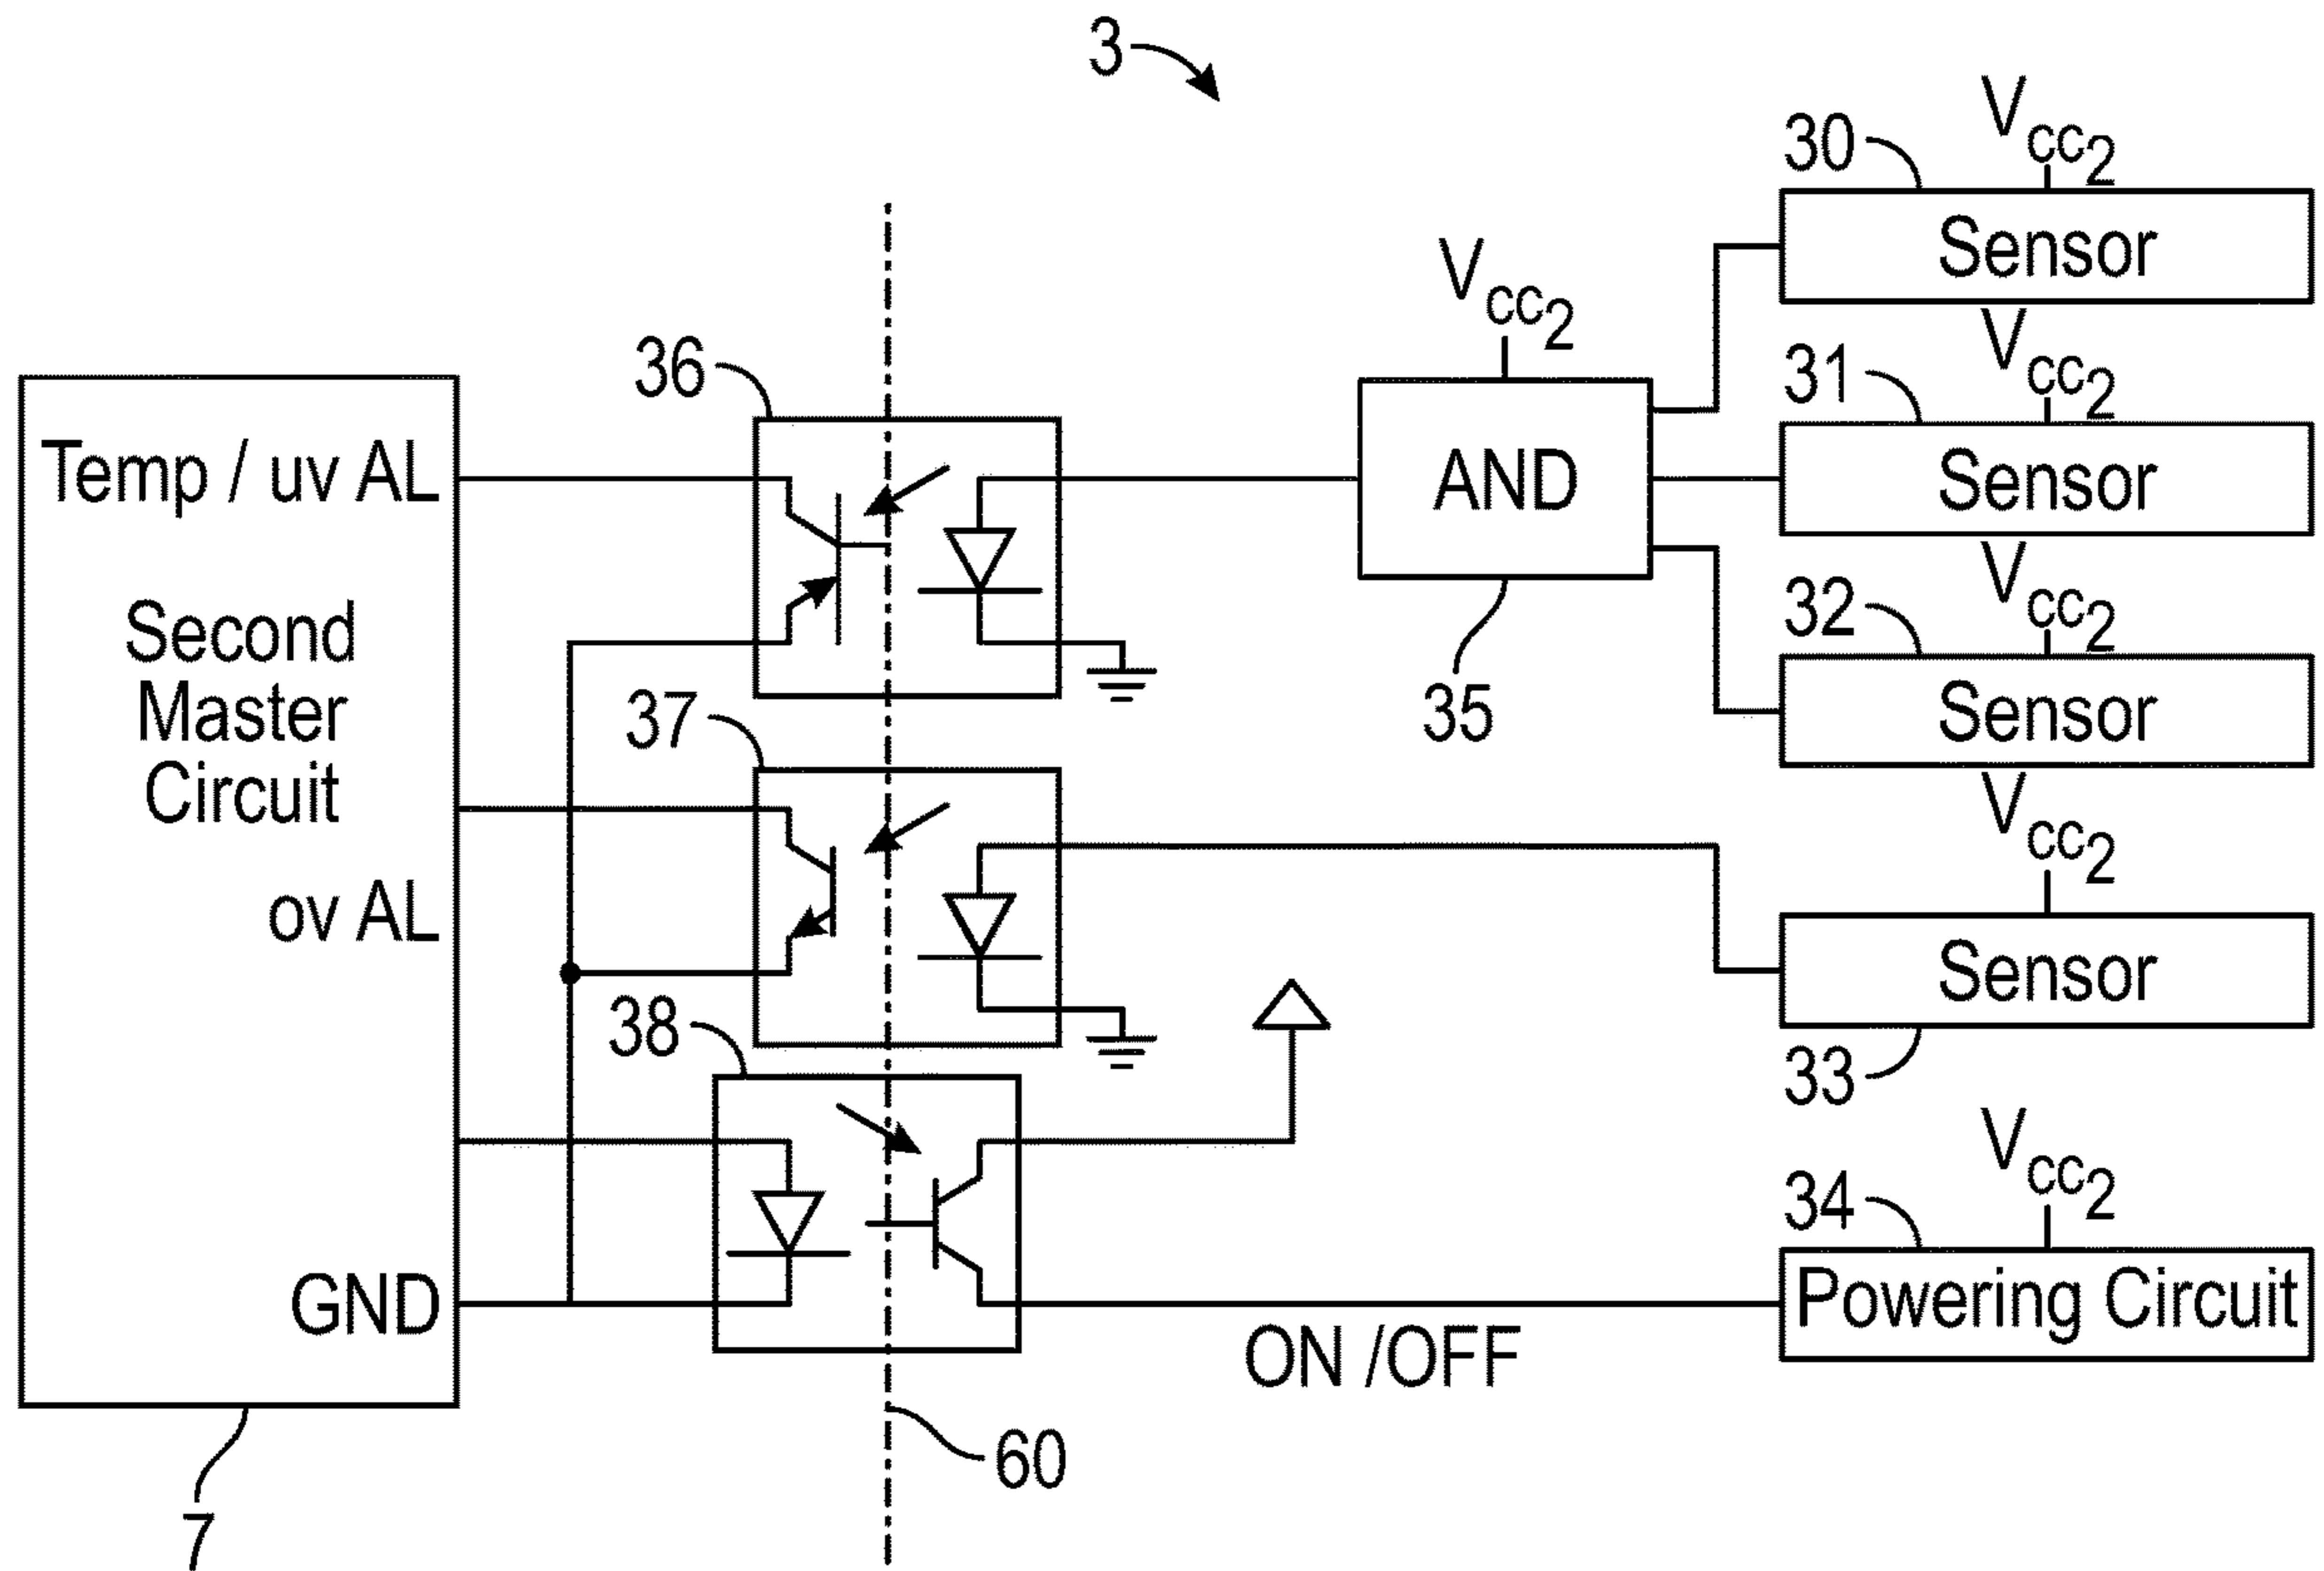 3
30
Vcc2
Sensor
Vcc2
36
31
Vcc2
Sensor
Temp / uv AL
AND
32
Vcc2
Sensor
Second
Master
Circuit
35
37
Vcc2
Sensor
ov AL
33
38
34
Vcc2
Powering Circuit
GND
ON /OFF
60
7